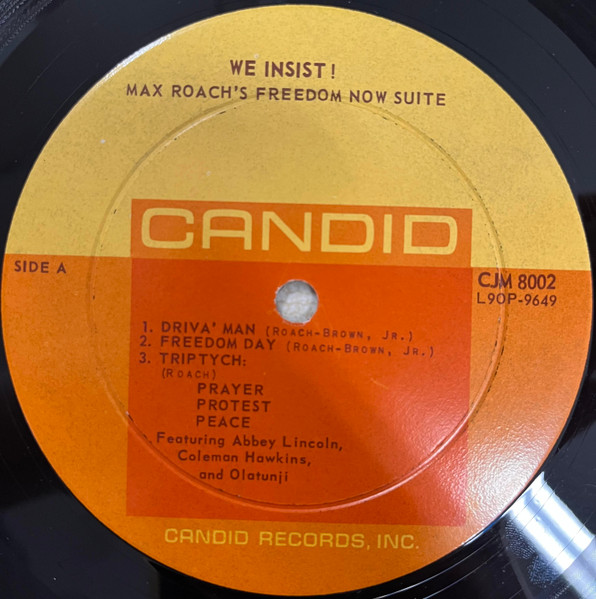 WE INSIST!
MAX ROACH'S FREEDOM NOW SUITE
CANDID
SIDE A
CJM 8002
L9OP-9649
1. DRIVA' MAN (ROACH-BROWN, JR.)
2. FREEDOM DAY (ROACH-BROWN, JR.)
3. TRIPTYCH:
(ROACH)
PRAYER
PROTEST
PEACE
Featuring Abbey Lincoln,
Coleman Hawkins,
and Olatunji
CANDID RECORDS, INC.